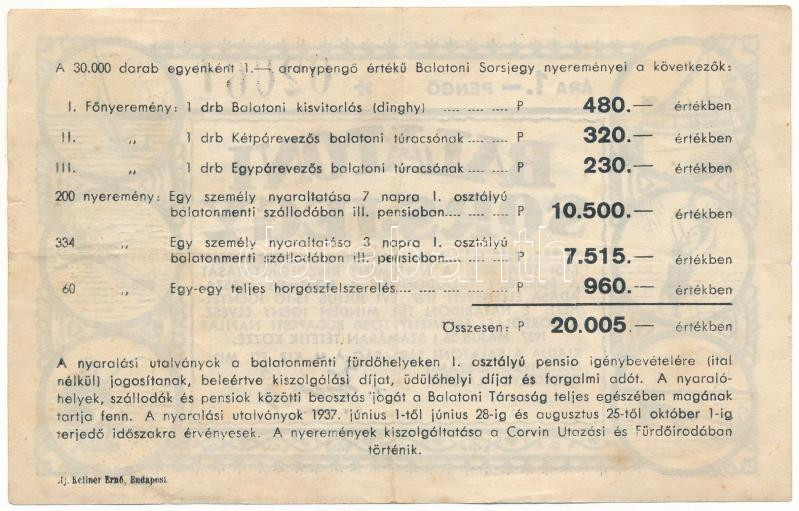 A 30.000 darab egyenként 1.— aranypengő értékű Balatoni Sorsjegy nyereményei a következők:
I. Főnyeremény: 1 drb Balatoni kisvitorlás (dinghy) .... .... .... P 480.— értékben
II. „ 1 drb Kétpárevezős balatoni túracsónak .... .... P 320.— értékben
III. „ 1 drb Egypárevezős balatoni túracsónak .... .... P 230.— értékben
200 nyeremény: Egy személy nyaraltatása 7 napra I. osztályú
balatonmenti szállodában ill. pensioban.... .... P 10.500.— értékben
334 „ Egy személy nyaraltatása 3 napra I. osztályú
balatonmenti szállodában ill. pensioban.... .... P 7.515.— értékben
60 „ Egy-egy teljes horgászfelszerelés .... .... .... P 960.— értékben
Összesen: P 20.005.— értékben
A nyaralási utalványok a balatonmenti fürdőhelyeken I. osztályú pensio igénybevételére (ital
nélkül) jogosítanak, beleértve kiszolgálási díjat, üdülőhelyi díjat és forgalmi adót. A nyaraló-
helyek, szállodák és pensiok közötti beosztás jogát a Balatoni Társaság teljes egészében magának
tartja fenn. A nyaralási utalványok 1937. június 1-től június 28-ig és augusztus 25-től október 1-ig
terjedő időszakra érvényesek. A nyeremények kiszolgáltatása a Corvin Utazási és Fürdőirodában
történik.
Ifj. Kellner Ernő, Budapest.
darabanth